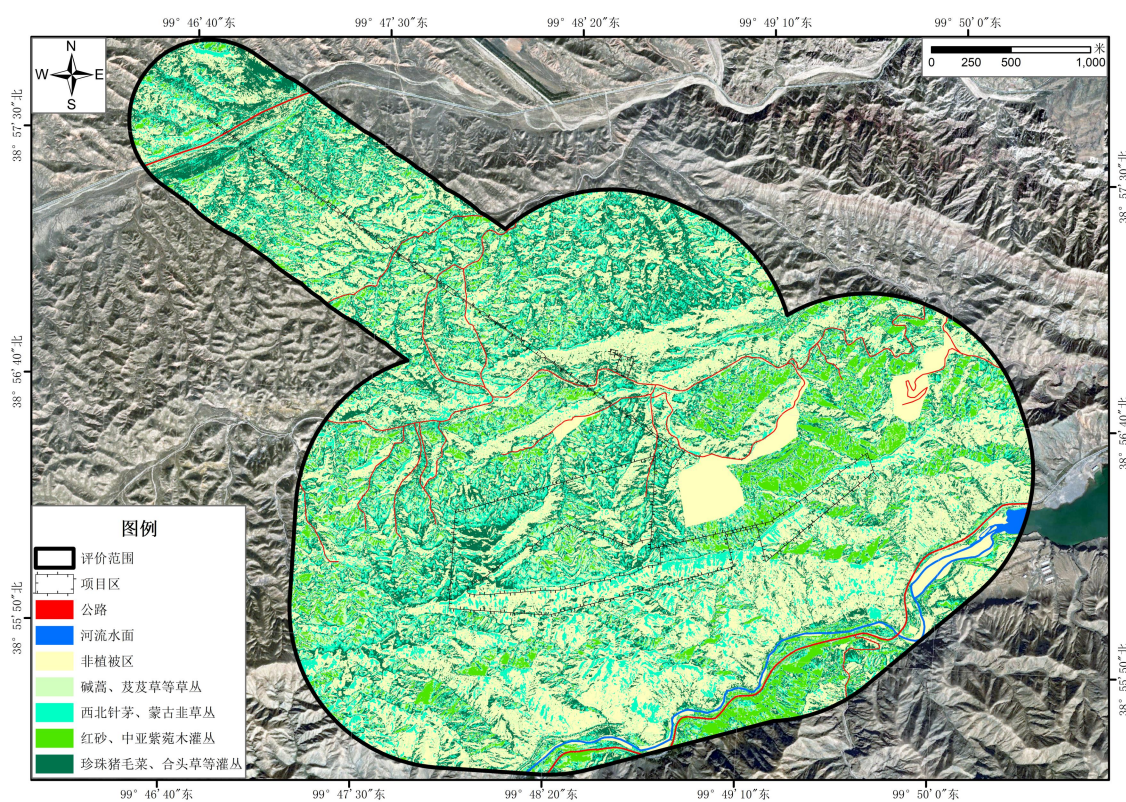 99° 46′40″东
99° 47′30″东
99° 48′20″东
99° 49′10″东
99° 50′0″东
N
W
E
S
米
0
250
500
1,000
38° 57′30″北
38° 56′40″北
38° 55′50″北
38° 57′30″北
38° 56′40″北
38° 55′50″北
图例
评价范围
项目区
公路
河流水面
非植被区
碱蒿、芨芨草等草丛
西北针茅、蒙古韭草丛
红砂、中亚紫菀木灌丛
珍珠猪毛菜、合头草等灌丛
99° 46′40″东
99° 47′30″东
99° 48′20″东
99° 49′10″东
99° 50′0″东